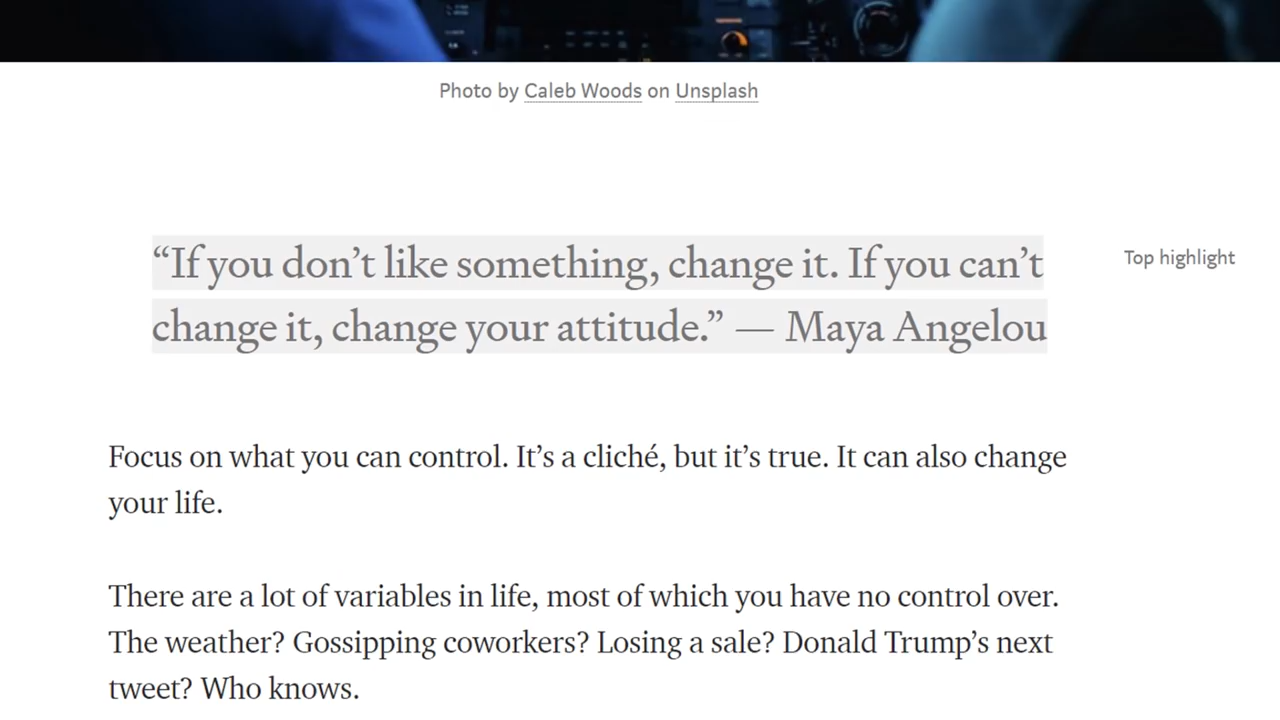 Photo by Caleb Woods on Unsplash
“If you don’t like something, change it. If you can’t
Top highlight
change it, change your attitude.” — Maya Angelou
Focus on what you can control. It’s a cliché, but it’s true. It can also change
your life.
There are a lot of variables in life, most of which you have no control over.
The weather? Gossipping coworkers? Losing a sale? Donald Trump’s next
tweet? Who knows.